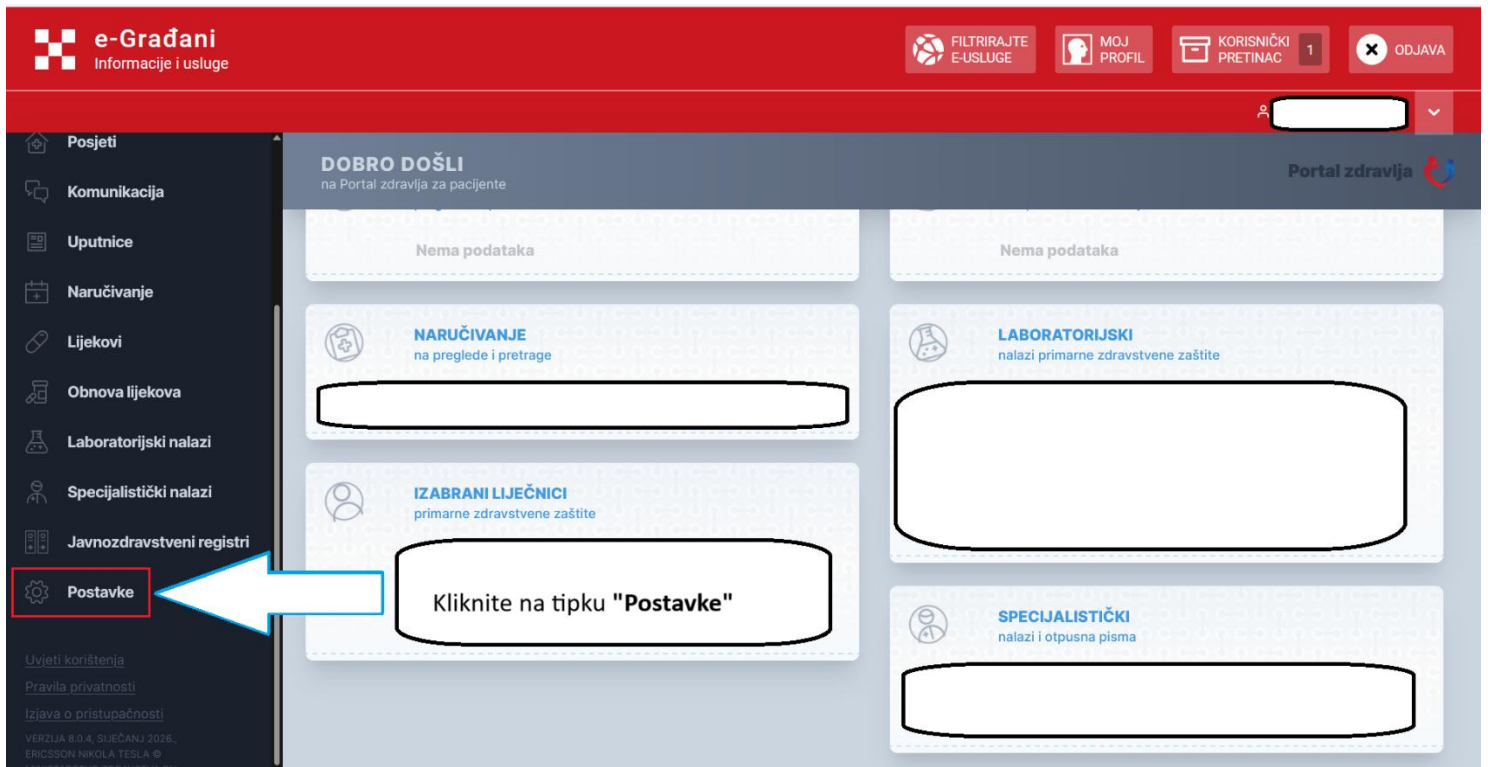 e-Građani
Informacije i usluge
FILTRIRAJTE
E-USLUGE
MOJ
PROFIL
KORISNIČKI
PRETINAC
1
ODJAVA
Posjeti
Komunikacija
Uputnice
Naručivanje
Lijekovi
Obnova lijekova
Laboratorijski nalazi
Specijalistički nalazi
Javnozdravstveni registri
Postavke
Uvjeti korištenja
Pravila privatnosti
Izjava o pristupačnosti
VERZIJA 8.0.4, SIJEČANJ 2026.,
ERICSSON NIKOLA TESLA ©
DOBRO DOŠLI
na Portal zdravlja za pacijente
Portal zdravlja
Nema podataka
Nema podataka
NARUČIVANJE
na preglede i pretrage
LABORATORIJSKI
nalazi primarne zdravstvene zaštite
IZABRANI LIJEČNICI
primarne zdravstvene zaštite
Kliknite na tipku "Postavke"
SPECIJALISTIČKI
nalazi i otpusna pisma